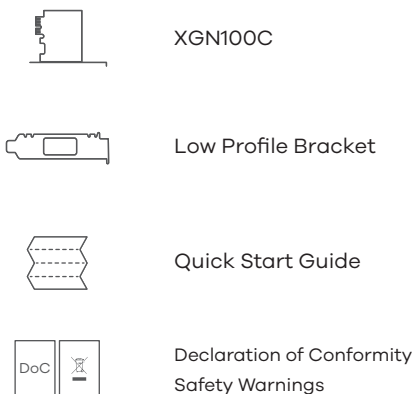 XGN100C
Low Profile Bracket
Quick Start Guide
DoC
Declaration of Conformity
Safety Warnings